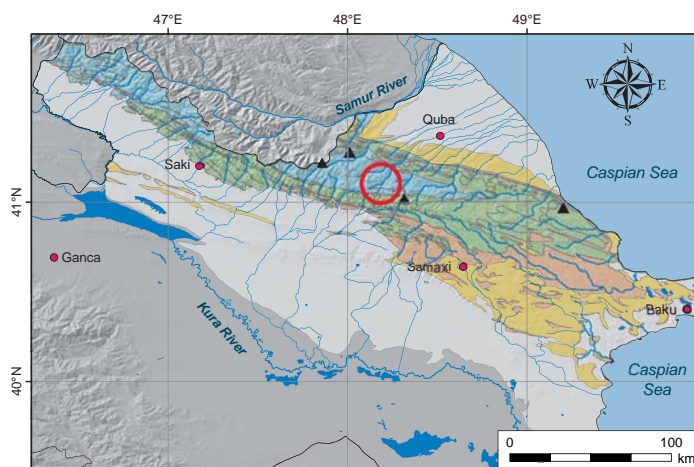 47°E
48°E
49°E
Samur River
N
W
E
S
Quba
Saki
Caspian Sea
41°N
Ganca
Samaxi
Kura River
Baku
40°N
Caspian
Sea
0
100
km